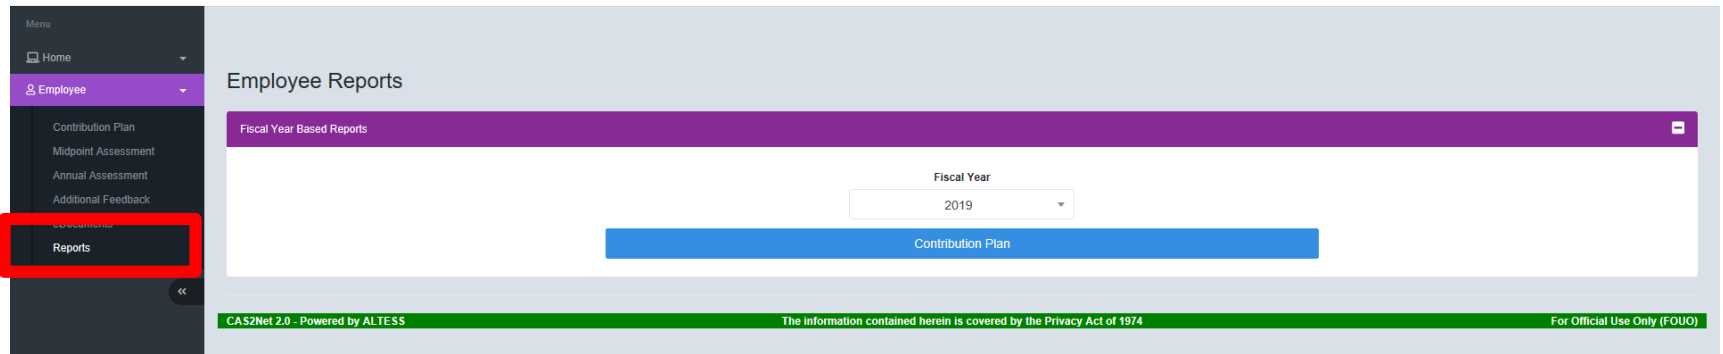 Menu
Home
Employee
Contribution Plan
Midpoint Assessment
Annual Assessment
Additional Feedback
eDocuments
Reports
Employee Reports
Fiscal Year Based Reports
Fiscal Year
2019
Contribution Plan
CAS2Net 2.0 - Powered by ALTESS The information contained herein is covered by the Privacy Act of 1974 For Official Use Only (FOUO)